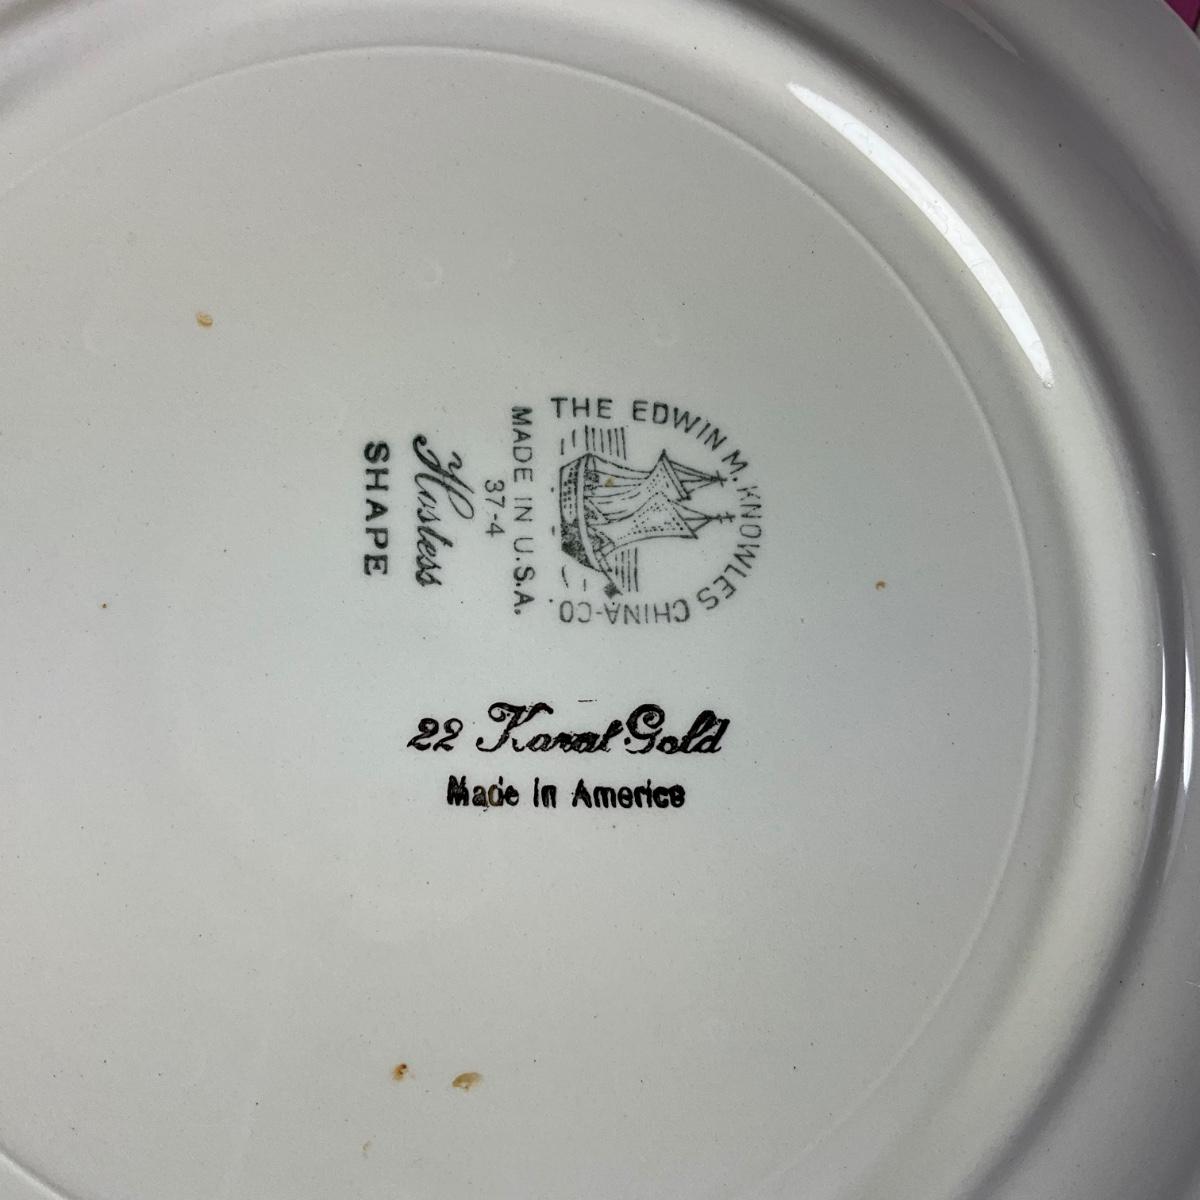 THE EDWIN M. KNOWLES CHINA-CO.
MADE IN U.S.A.
37-4
Hostess
SHAPE
22 Karat Gold
Made in America